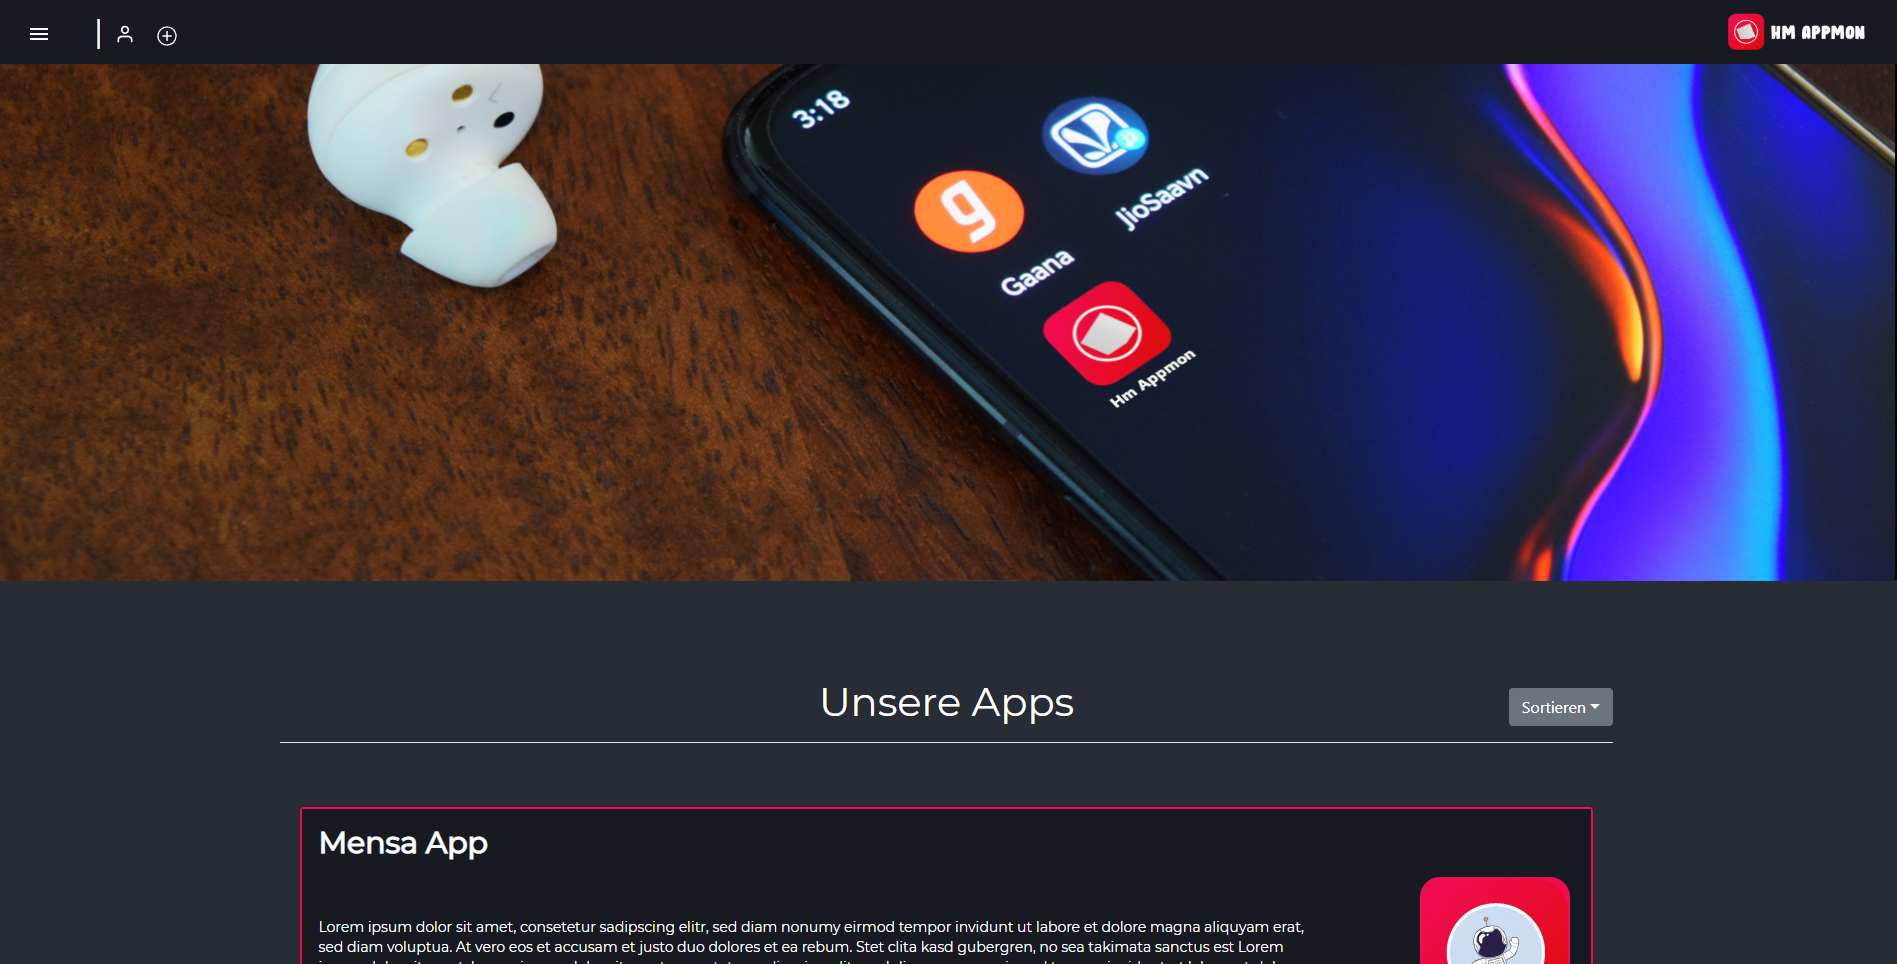 HM APPMON
3:18
JioSaavn
g
Gaana
Hm Appmon
Unsere Apps
Sortieren
Mensa App
Lorem ipsum dolor sit amet, consetetur sadipscing elitr, sed diam nonumy eirmod tempor invidunt ut labore et dolore magna aliquyam erat,
sed diam voluptua. At vero eos et accusam et justo duo dolores et ea rebum. Stet clita kasd gubergren, no sea takimata sanctus est Lorem